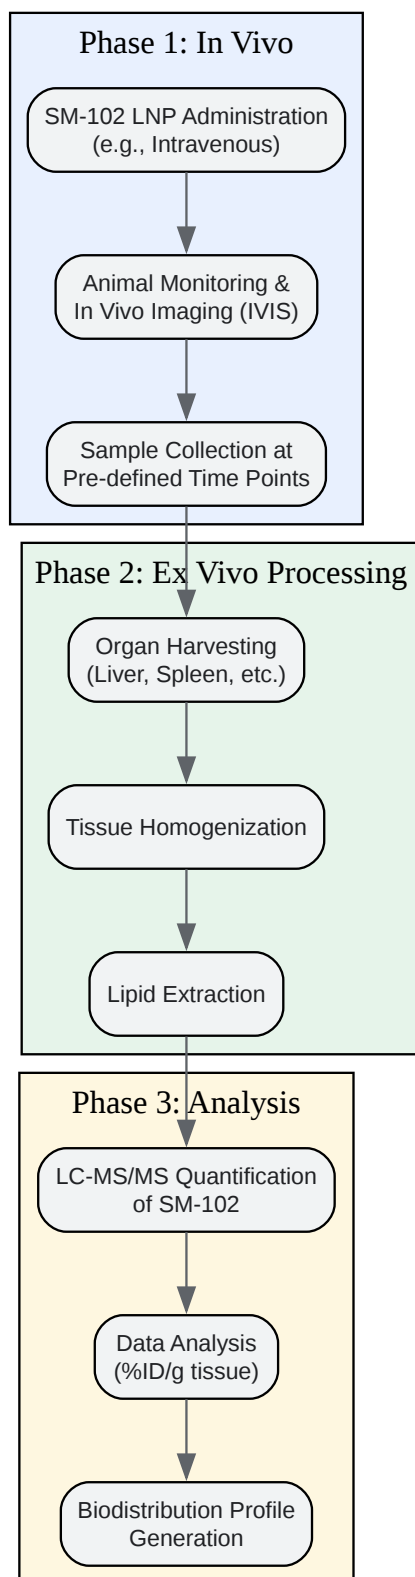 Phase 1: In Vivo
SM-102 LNP Administration
(e.g., Intravenous)
Animal Monitoring &
In Vivo Imaging (IVIS)
Sample Collection at
Pre-defined Time Points
Phase 2: Ex Vivo Processing
Organ Harvesting
(Liver, Spleen, etc.)
Tissue Homogenization
Lipid Extraction
Phase 3: Analysis
LC-MS/MS Quantification
of SM-102
Data Analysis
(%ID/g tissue)
Biodistribution Profile
Generation